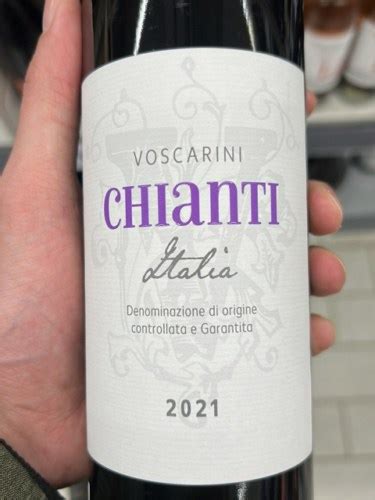 VOSCARINI
CHIANTI
Italia
Denominazione di origine
controllata e Garantita
2021